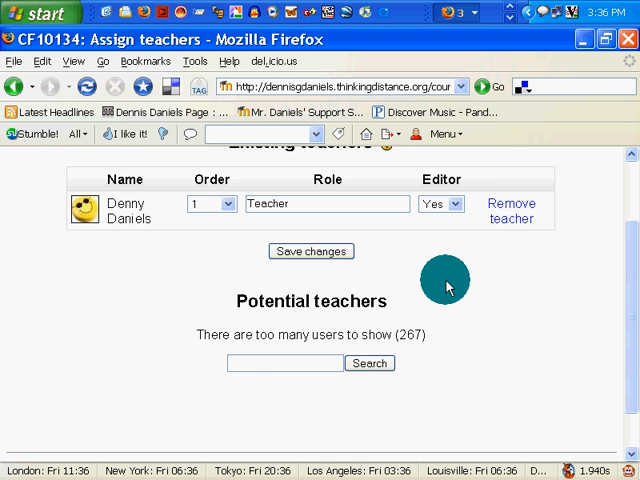 start
3
3:36 PM
CF10134: Assign teachers - Mozilla Firefox
File Edit View Go Bookmarks Tools Help del.icio.us
TAG http://dennisgdaniels.thinkingdistance.org/cour Go
Latest Headlines Dennis Daniels Page : ... Mr. Daniels' Support S... Discover Music - Pand...
Stumble! All I like it! Menu
Existing teachers
Name Order Role Editor
Denny Daniels 1 Teacher Yes Remove teacher
Save changes
Potential teachers
There are too many users to show (267)
Search
London: Fri 11:36 New York: Fri 06:36 Tokyo: Fri 20:36 Los Angeles: Fri 03:36 Louisville: Fri 06:36 D... 1.940s